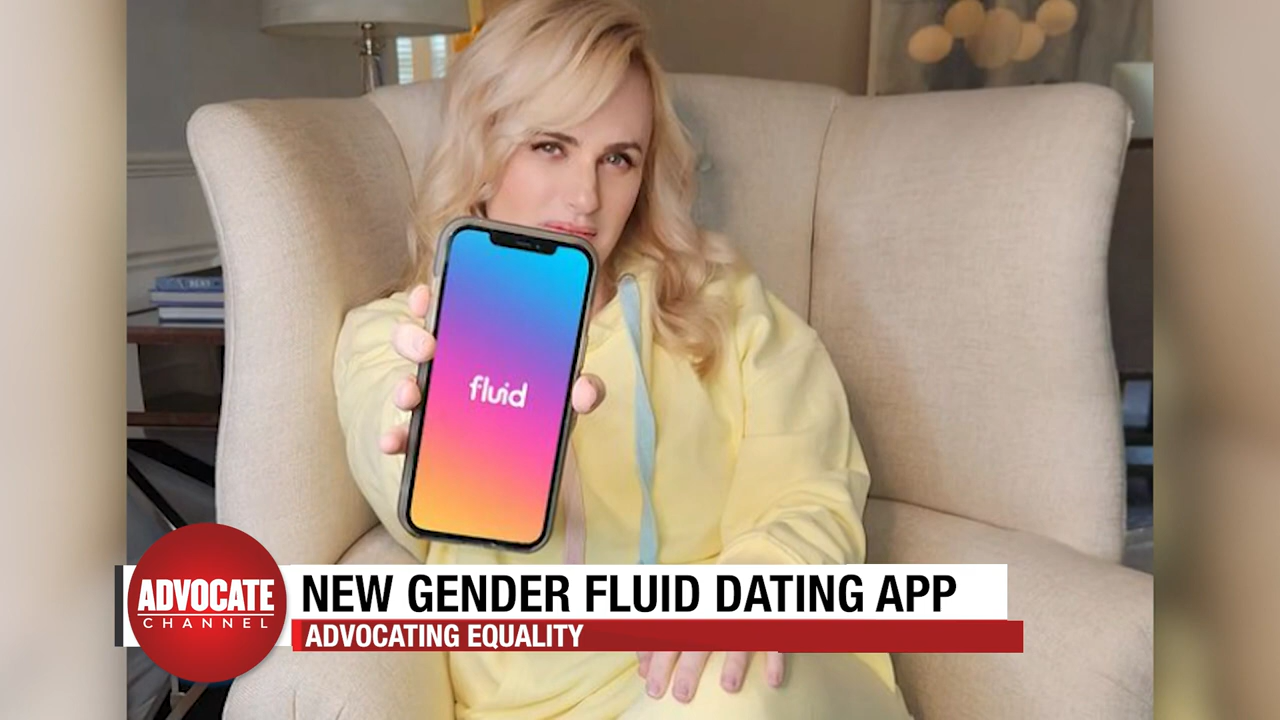 fluid
ADVOCATE
CHANNEL
NEW GENDER FLUID DATING APP
ADVOCATING EQUALITY